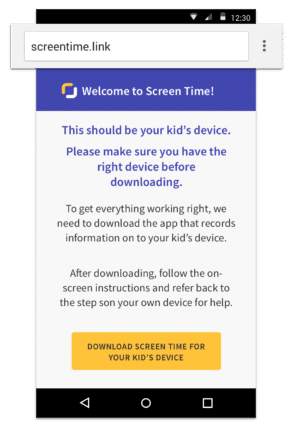 12:30
screentime.link
Welcome to Screen Time!
This should be your kid's device.
Please make sure you have the
right device before
downloading.
To get everything working right, we
need to download the app that records
information on to your kid's device.
After downloading, follow the on-
screen instructions and refer back to
the step son your own device for help.
DOWNLOAD SCREEN TIME FOR
YOUR KID'S DEVICE